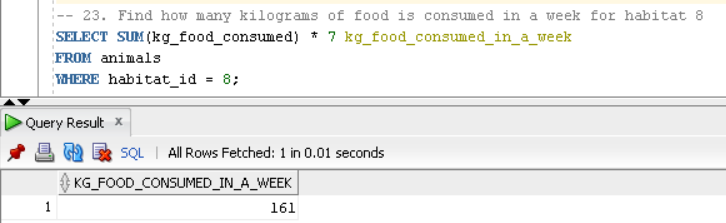 -- 23. Find how many kilograms of food is consumed in a week for habitat 8
SELECT SUM(kg_food_consumed) * 7 kg_food_consumed_in_a_week
FROM animals
WHERE habitat_id = 8;
Query Result x
SQL | All Rows Fetched: 1 in 0.01 seconds
KG_FOOD_CONSUMED_IN_A_WEEK
1 161